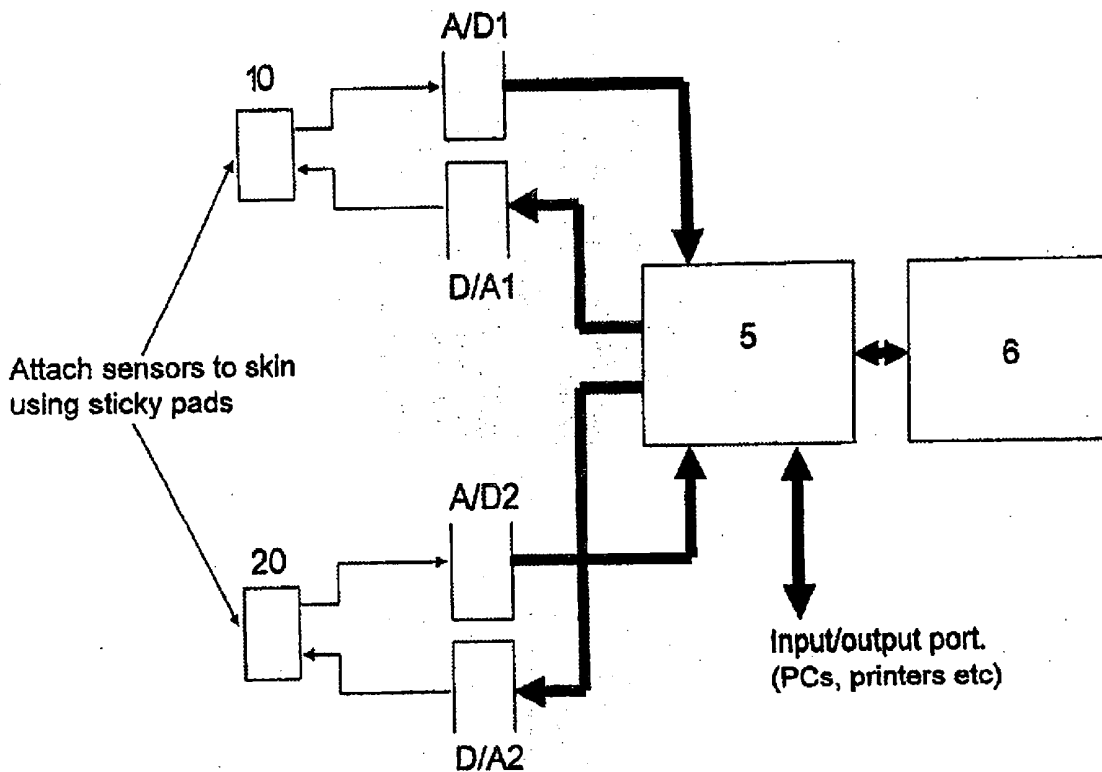 A/D1
10
D/A1
5
6
Attach sensors to skin
using sticky pads
A/D2
20
Input/output port.
(PCs, printers etc)
D/A2